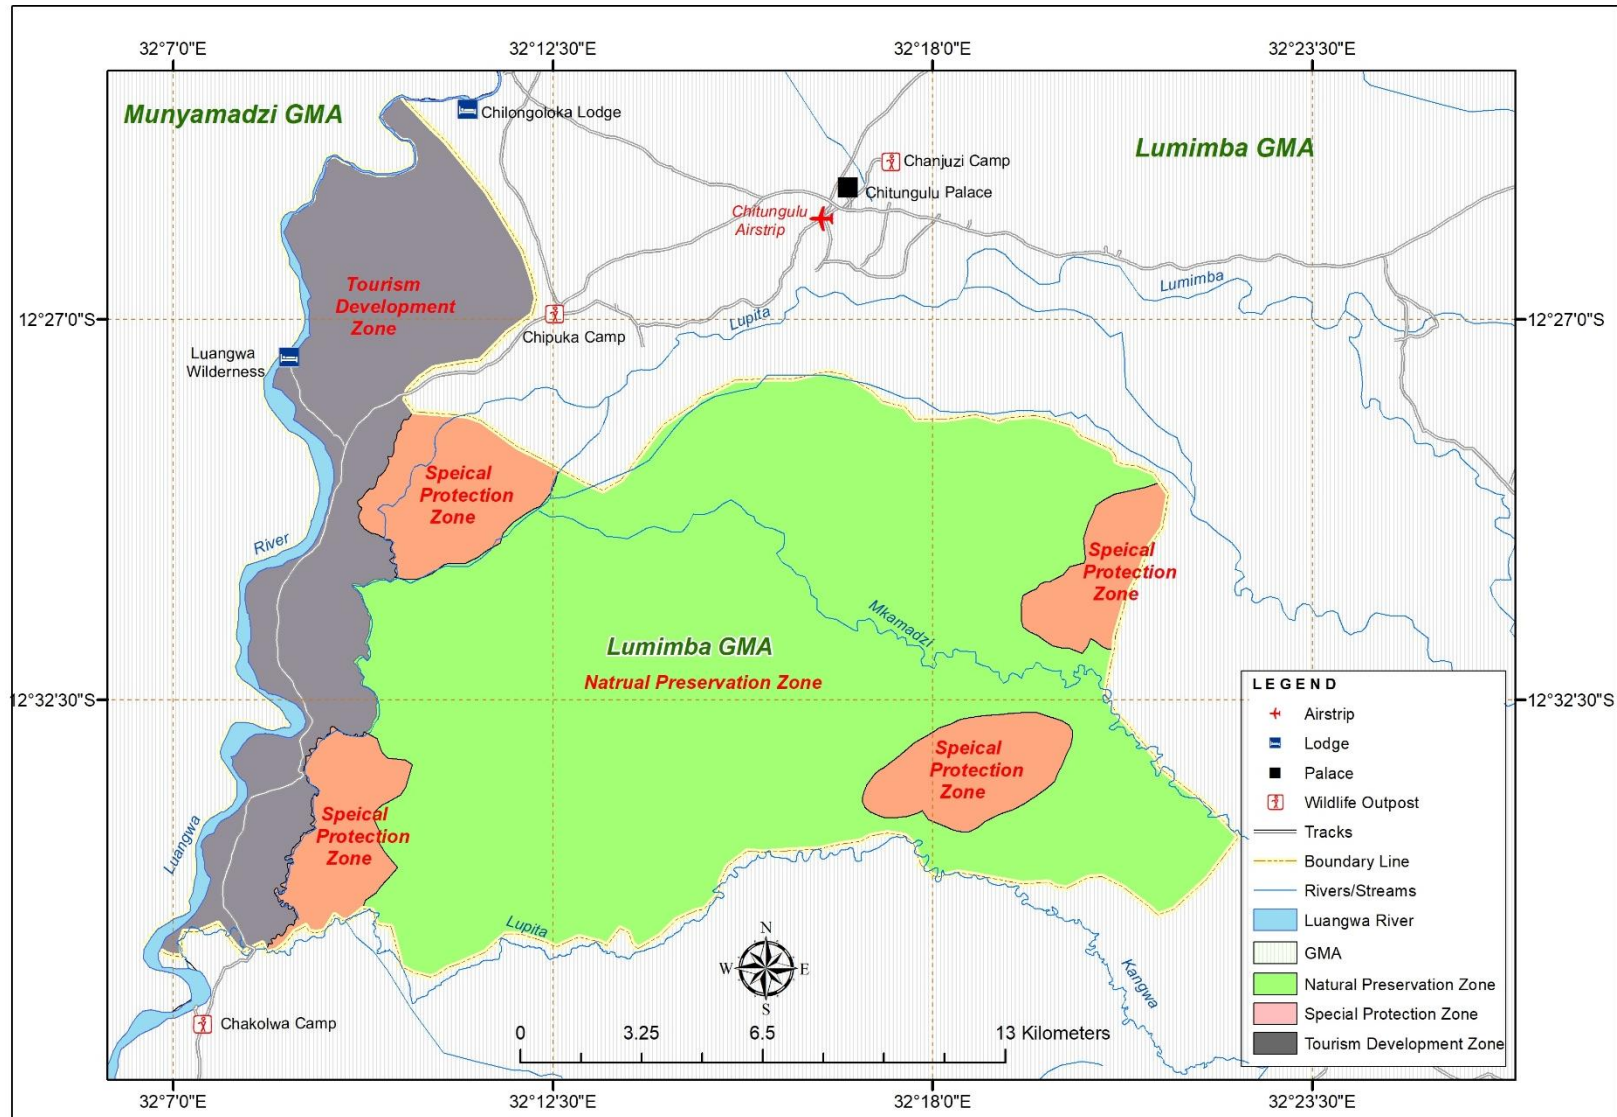 32°7'0"E
32°12'30"E
32°18'0"E
32°23'30"E
Munyamadzi GMA
Chilongoloka Lodge
Lumimba GMA
Chanjuzi Camp
Chitungulu Palace
Chitungulu
Airstrip
Tourism
Development
Zone
Lumimba
12°27'0"S
12°27'0"S
Lupita
Chipuka Camp
Luangwa
Wilderness
Speical
Protection
Zone
River
Speical
Protection
Zone
Mkamadzi
Lumimba GMA
Natrual Preservation Zone
12°32'30"S
12°32'30"S
Speical
Protection
Zone
Speical
Protection
Zone
Luangwa
Lupita
Kangwa
N
W
E
S
Chakolwa Camp
0
3.25
6.5
13 Kilometers
LEGEND
Airstrip
Lodge
Palace
Wildlife Outpost
Tracks
Boundary Line
Rivers/Streams
Luangwa River
GMA
Natural Preservation Zone
Special Protection Zone
Tourism Development Zone
32°7'0"E
32°12'30"E
32°18'0"E
32°23'30"E